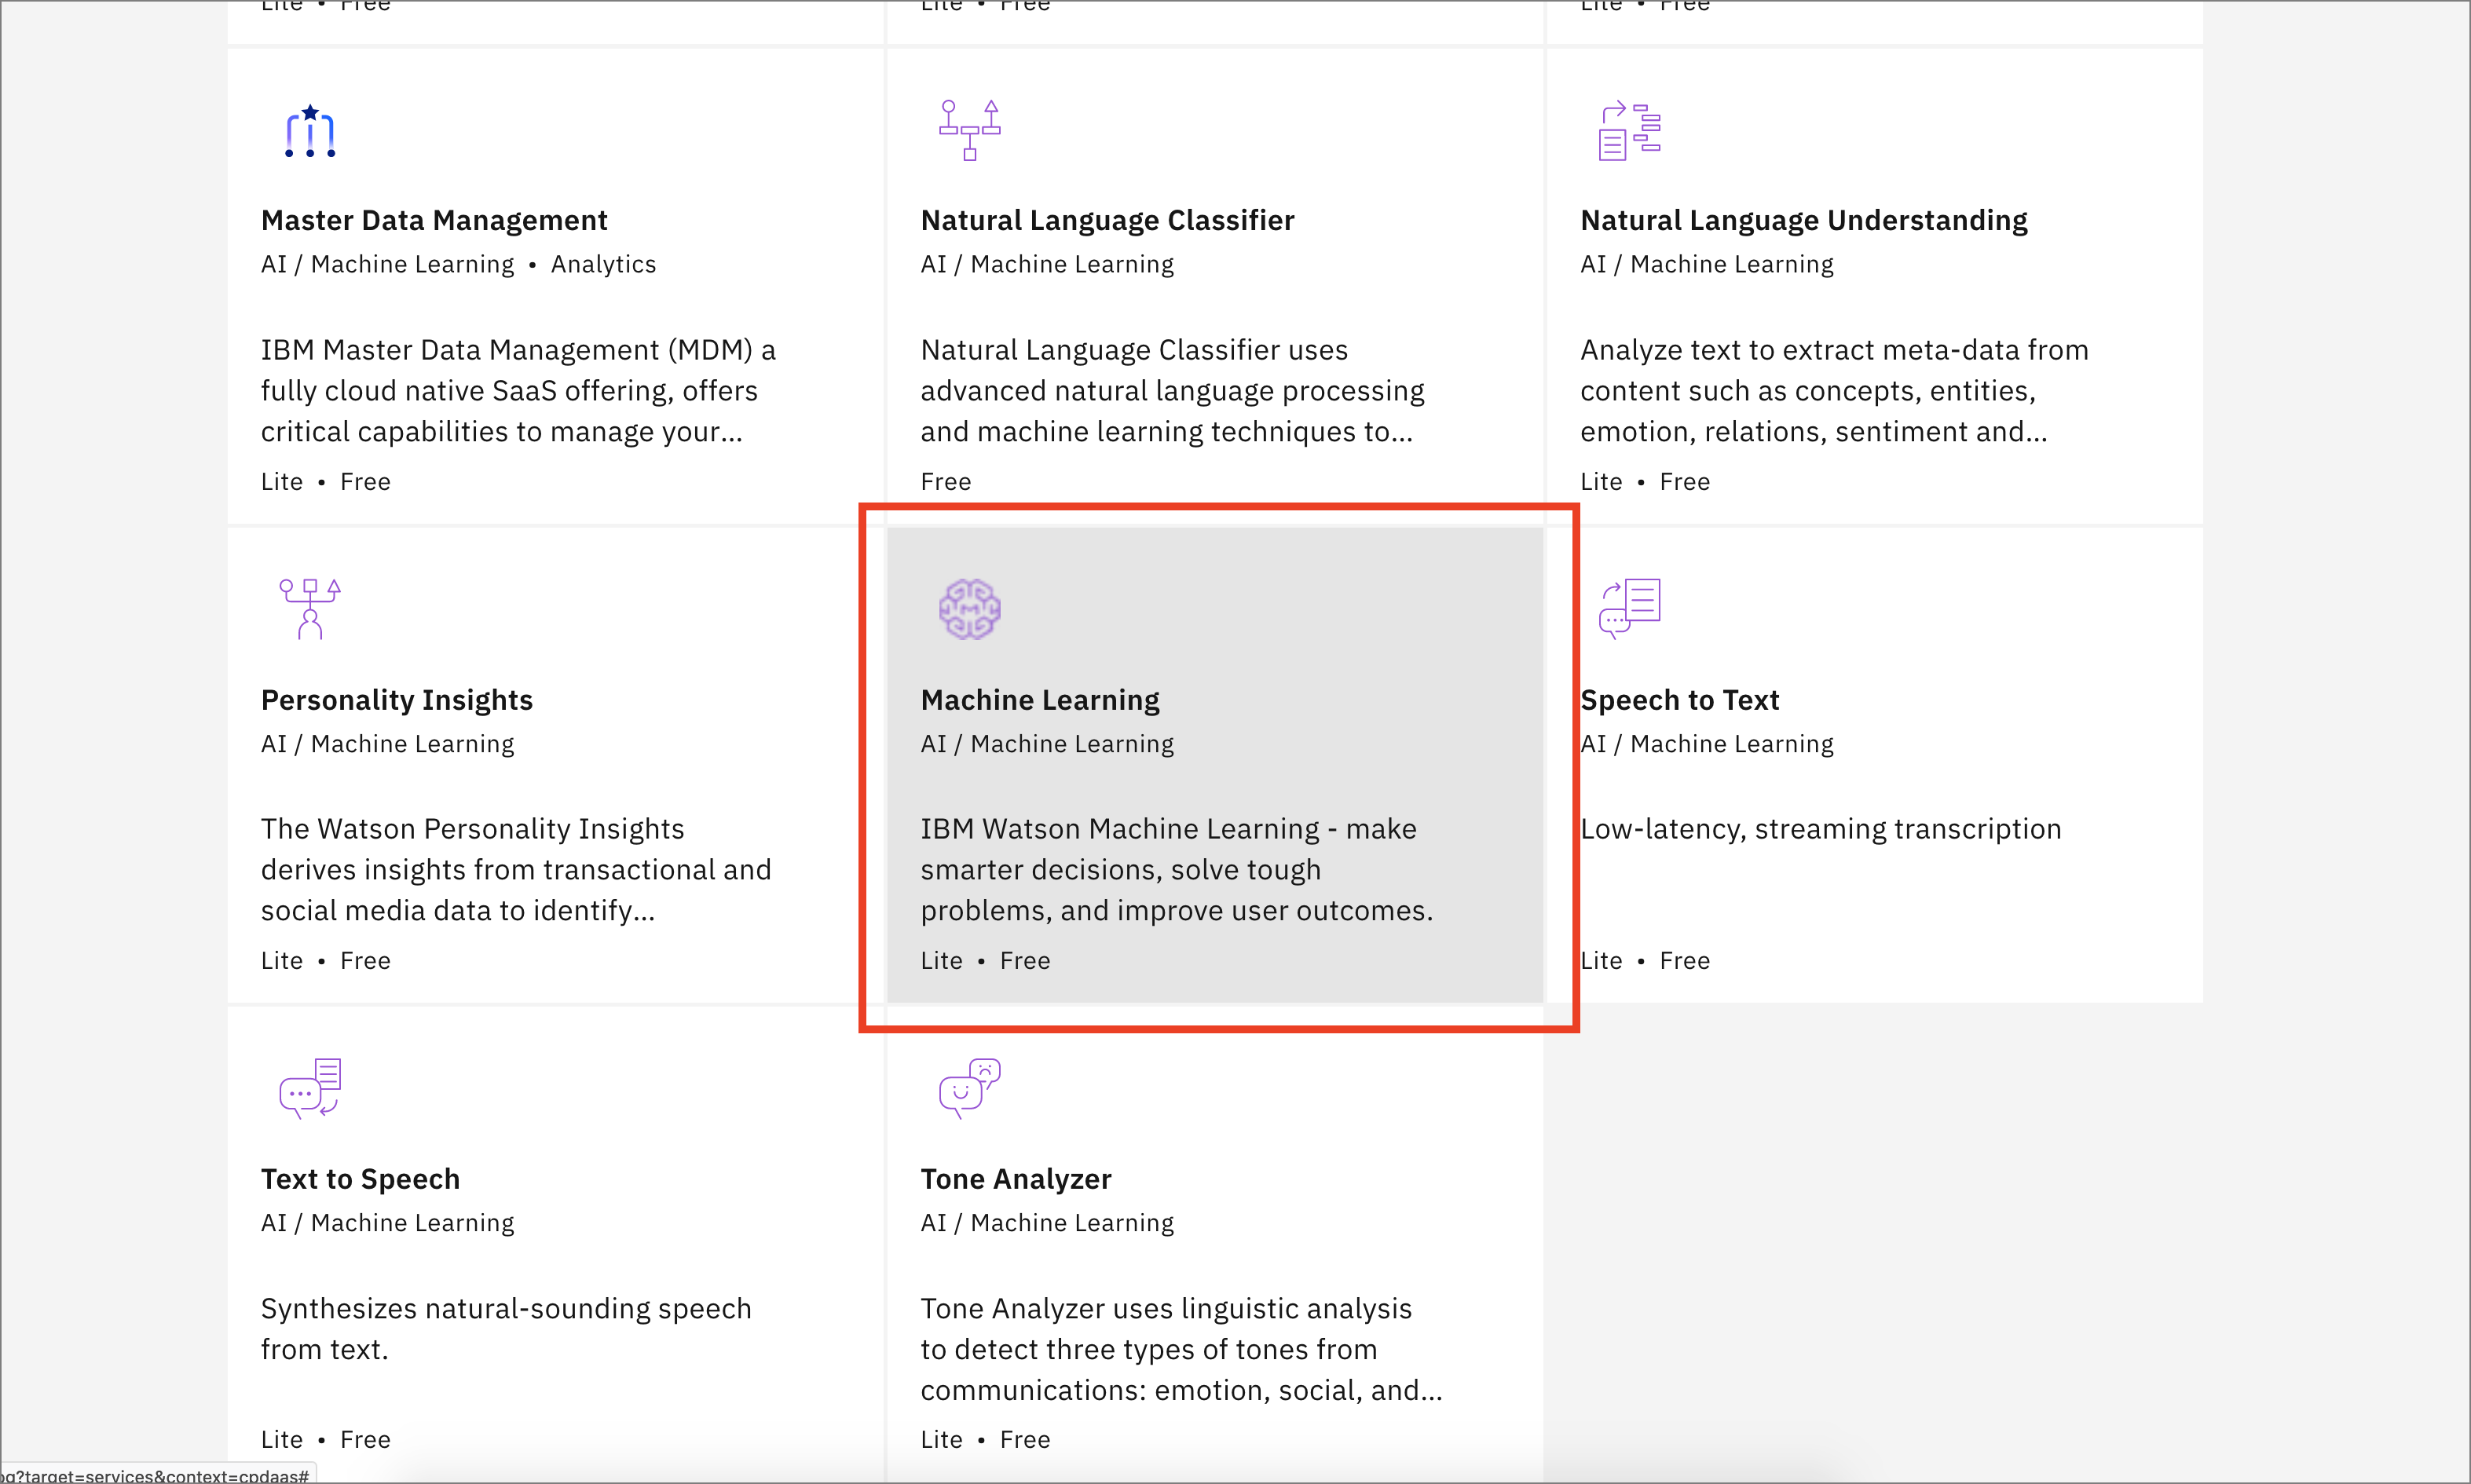 Lite • Free
Lite • Free
Lite • Free
Master Data Management
AI / Machine Learning • Analytics
IBM Master Data Management (MDM) a
fully cloud native SaaS offering, offers
critical capabilities to manage your...
Lite • Free
Natural Language Classifier
AI / Machine Learning
Natural Language Classifier uses
advanced natural language processing
and machine learning techniques to...
Free
Natural Language Understanding
AI / Machine Learning
Analyze text to extract meta-data from
content such as concepts, entities,
emotion, relations, sentiment and...
Lite • Free
Personality Insights
AI / Machine Learning
The Watson Personality Insights
derives insights from transactional and
social media data to identify...
Lite • Free
Machine Learning
AI / Machine Learning
IBM Watson Machine Learning - make
smarter decisions, solve tough
problems, and improve user outcomes.
Lite • Free
Speech to Text
AI / Machine Learning
Low-latency, streaming transcription
Lite • Free
Text to Speech
AI / Machine Learning
Synthesizes natural-sounding speech
from text.
Lite • Free
Tone Analyzer
AI / Machine Learning
Tone Analyzer uses linguistic analysis
to detect three types of tones from
communications: emotion, social, and...
Lite • Free
og?target=services&context=cpdaas#